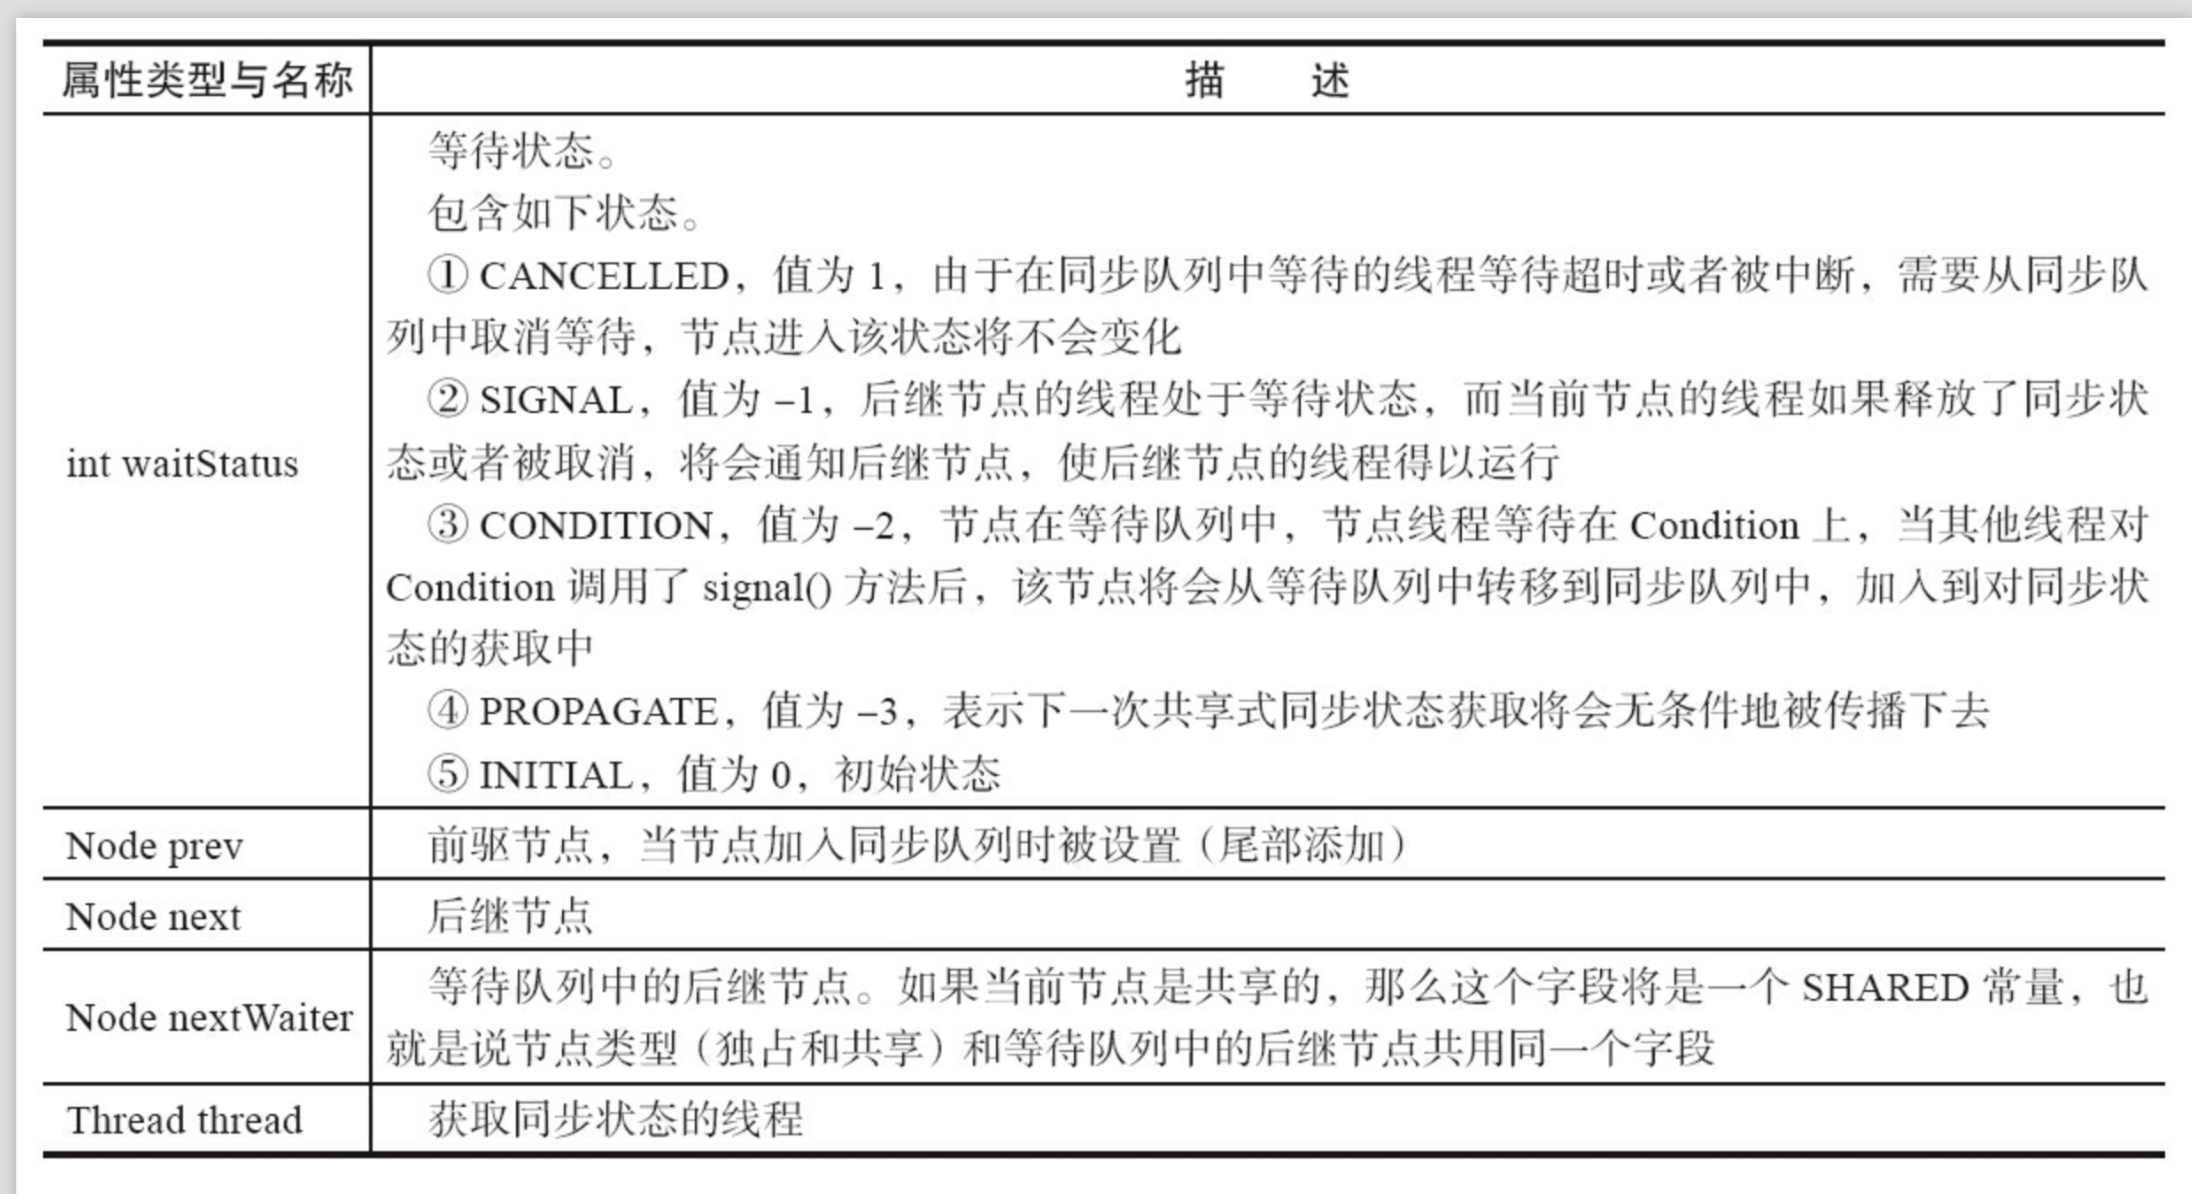 属性类型与名称 描 述
等待状态。
包含如下状态。
① CANCELLED，值为 1，由于在同步队列中等待的线程等待超时或者被中断，需要从同步队
列中取消等待，节点进入该状态将不会变化
② SIGNAL，值为 –1，后继节点的线程处于等待状态，而当前节点的线程如果释放了同步状
态或者被取消，将会通知后继节点，使后继节点的线程得以运行
int waitStatus
③ CONDITION，值为 –2，节点在等待队列中，节点线程等待在 Condition 上，当其他线程对
Condition 调用了 signal() 方法后，该节点将会从等待队列中转移到同步队列中，加入到对同步状
态的获取中
④ PROPAGATE，值为 –3，表示下一次共享式同步状态获取将会无条件地被传播下去
⑤ INITIAL，值为 0，初始状态
Node prev 前驱节点，当节点加入同步队列时被设置（尾部添加）
Node next 后继节点
等待队列中的后继节点。如果当前节点是共享的，那么这个字段将是一个 SHARED 常量，也
Node nextWaiter
就是说节点类型（独占和共享）和等待队列中的后继节点共用同一个字段
Thread thread 获取同步状态的线程